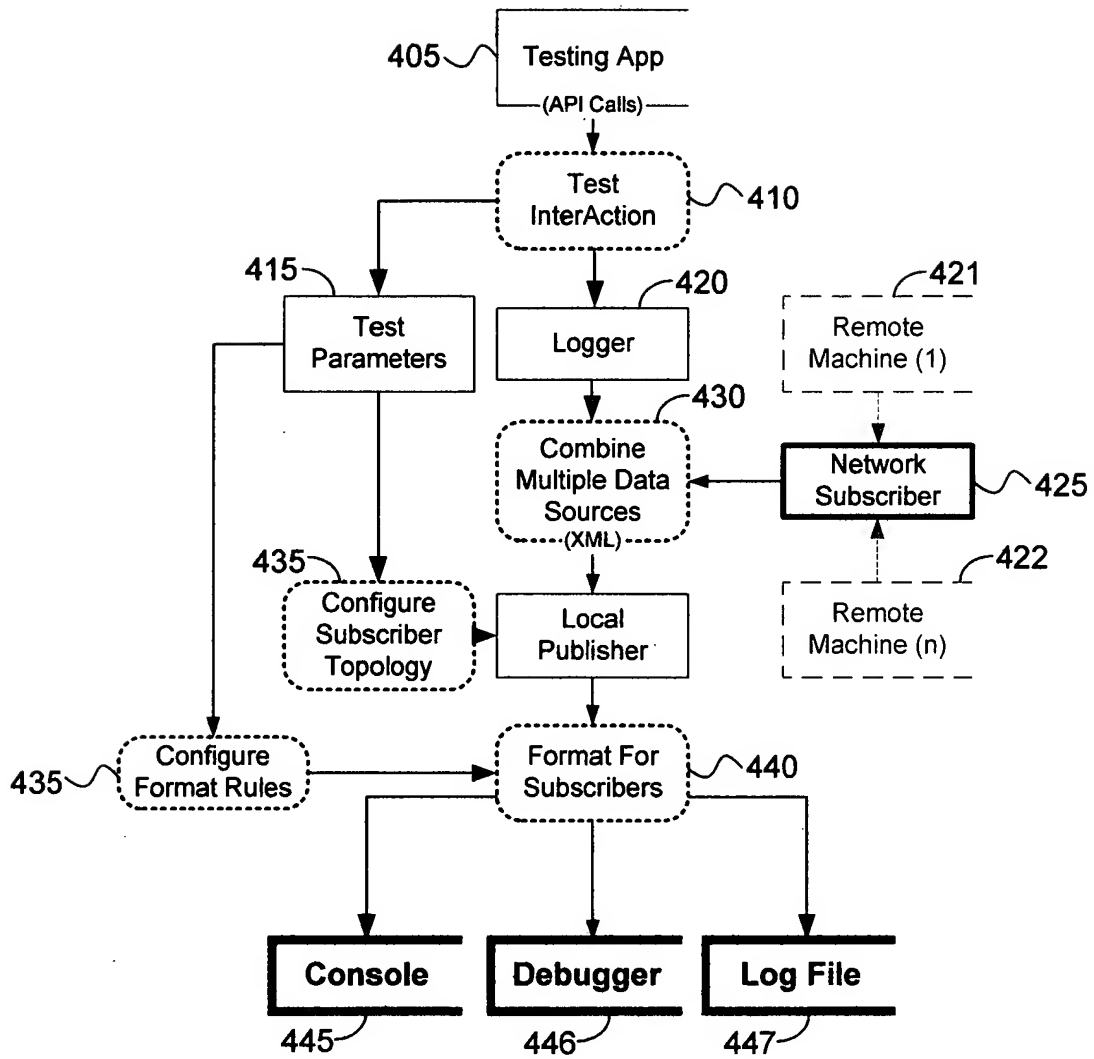 405
Testing App
(API Calls)
Test
InterAction
410
415
Test
Parameters
420
Logger
421
Remote
Machine (1)
430
Combine
Multiple Data
Sources
(XML)
Network
Subscriber
425
435
Configure
Subscriber
Topology
Local
Publisher
422
Remote
Machine (n)
435
Configure
Format Rules
Format For
Subscribers
440
Console
445
Debugger
446
Log File
447